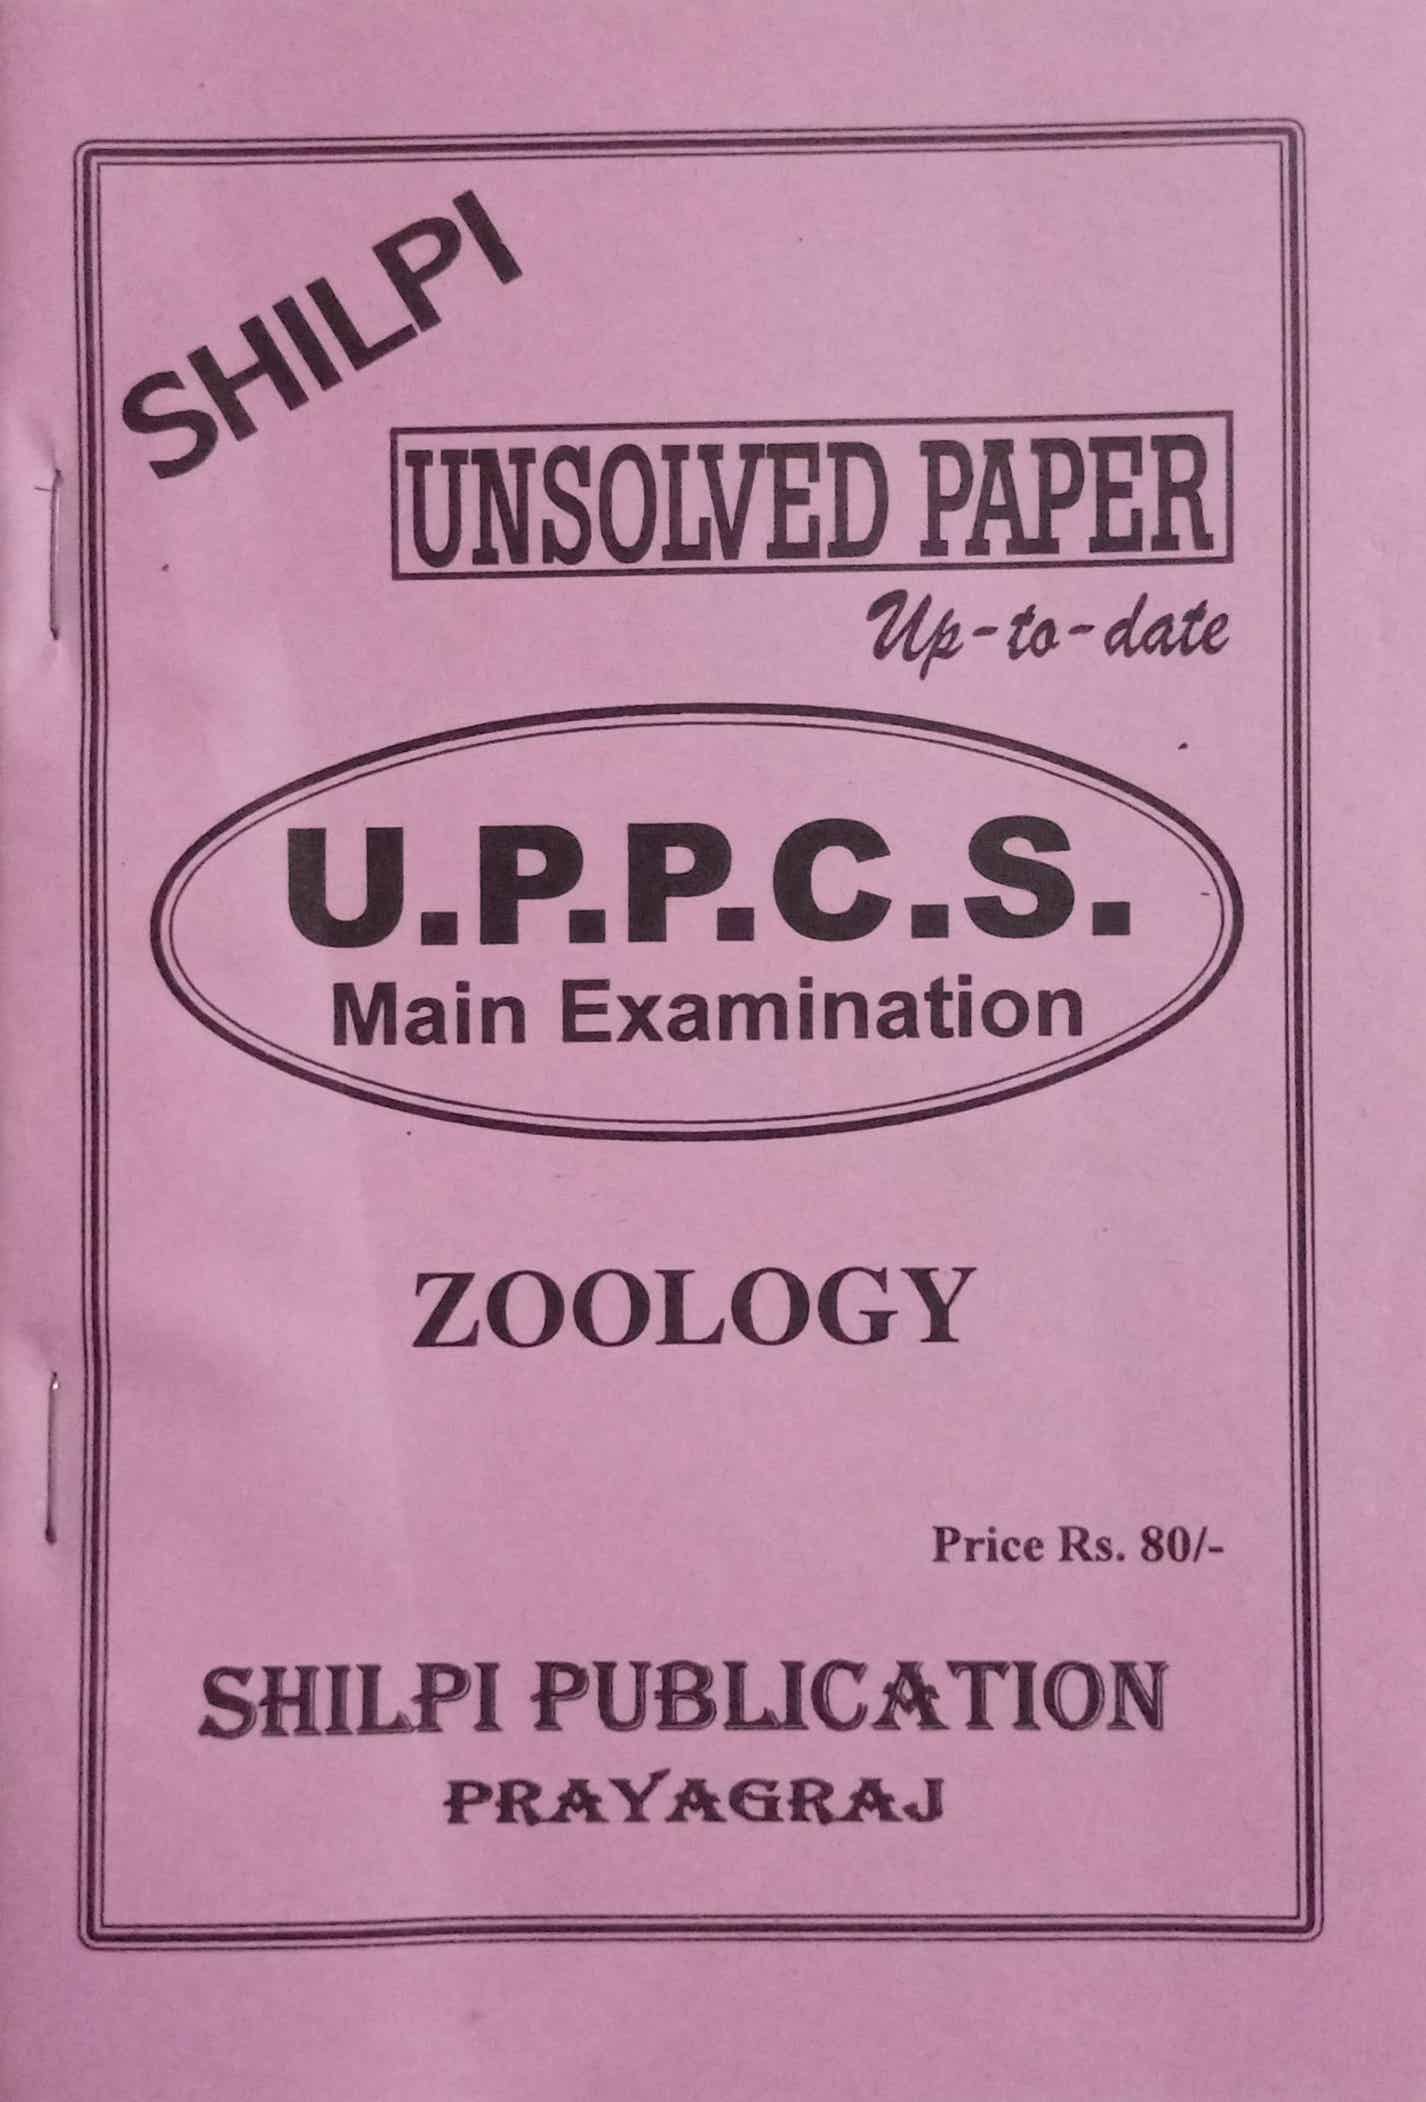 SHILPI
UNSOLVED PAPER
Up-to-date
U.P.P.C.S.
Main Examination
ZOOLOGY
Price Rs. 80/-
SHILPI PUBLICATION
PRAYAGRAJ